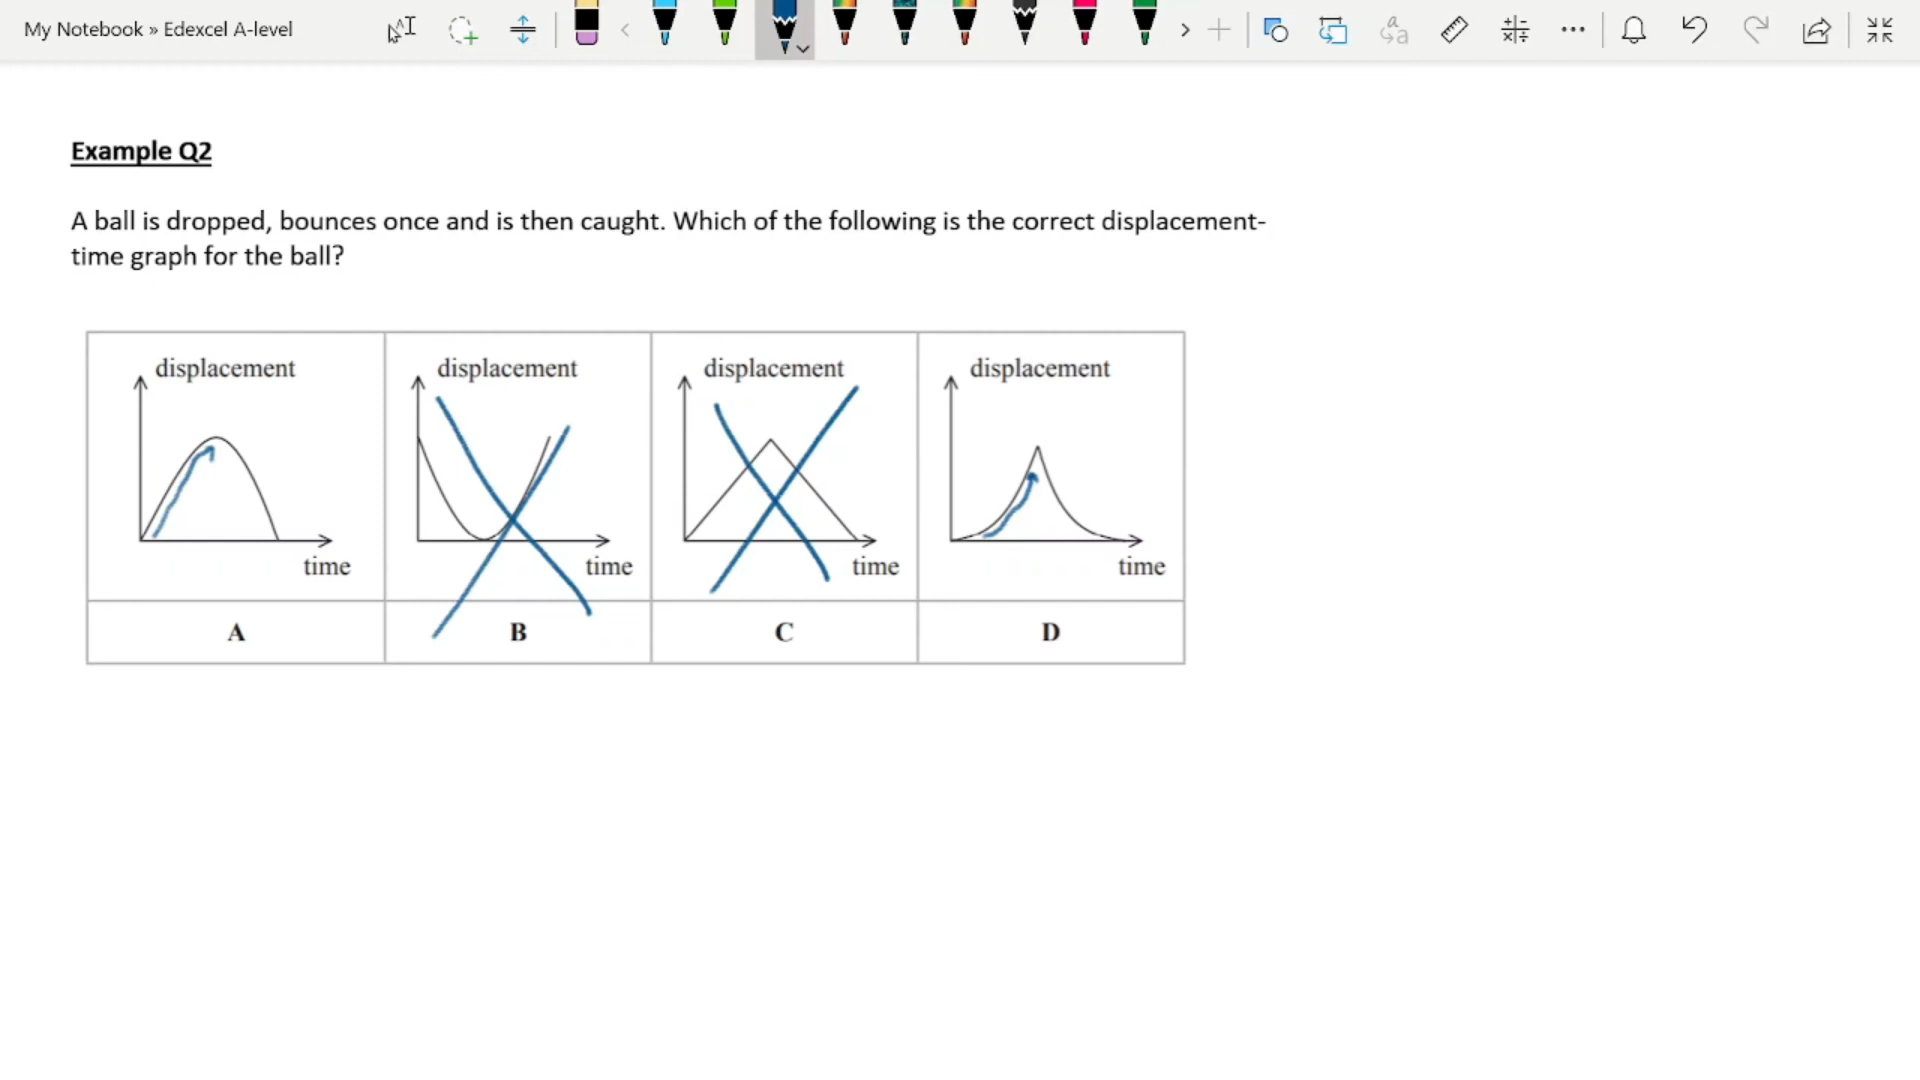 My Notebook » Edexcel A-level
Example Q2
A ball is dropped, bounces once and is then caught. Which of the following is the correct displacement-
time graph for the ball?
displacement displacement displacement displacement
time time time time
A B C D